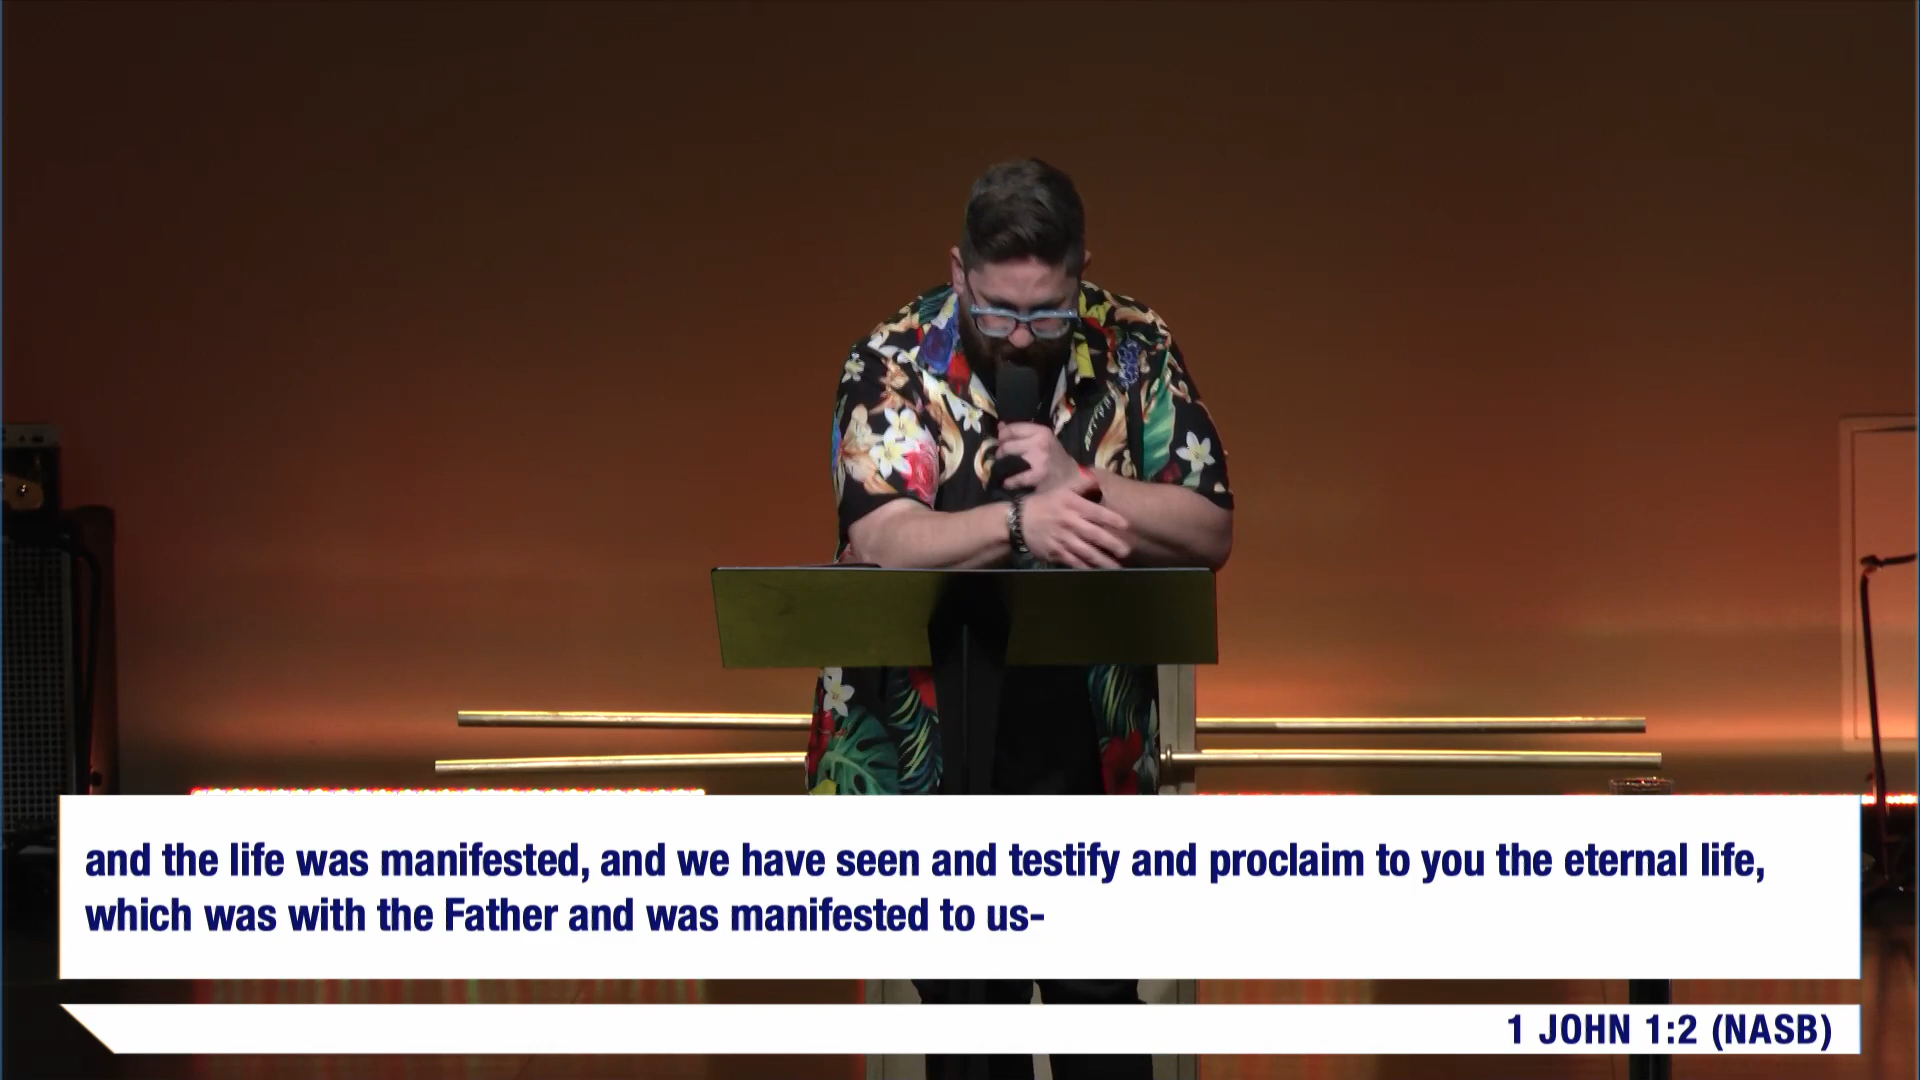 and the life was manifested, and we have seen and testify and proclaim to you the eternal life,
which was with the Father and was manifested to us-
1 JOHN 1:2 (NASB)